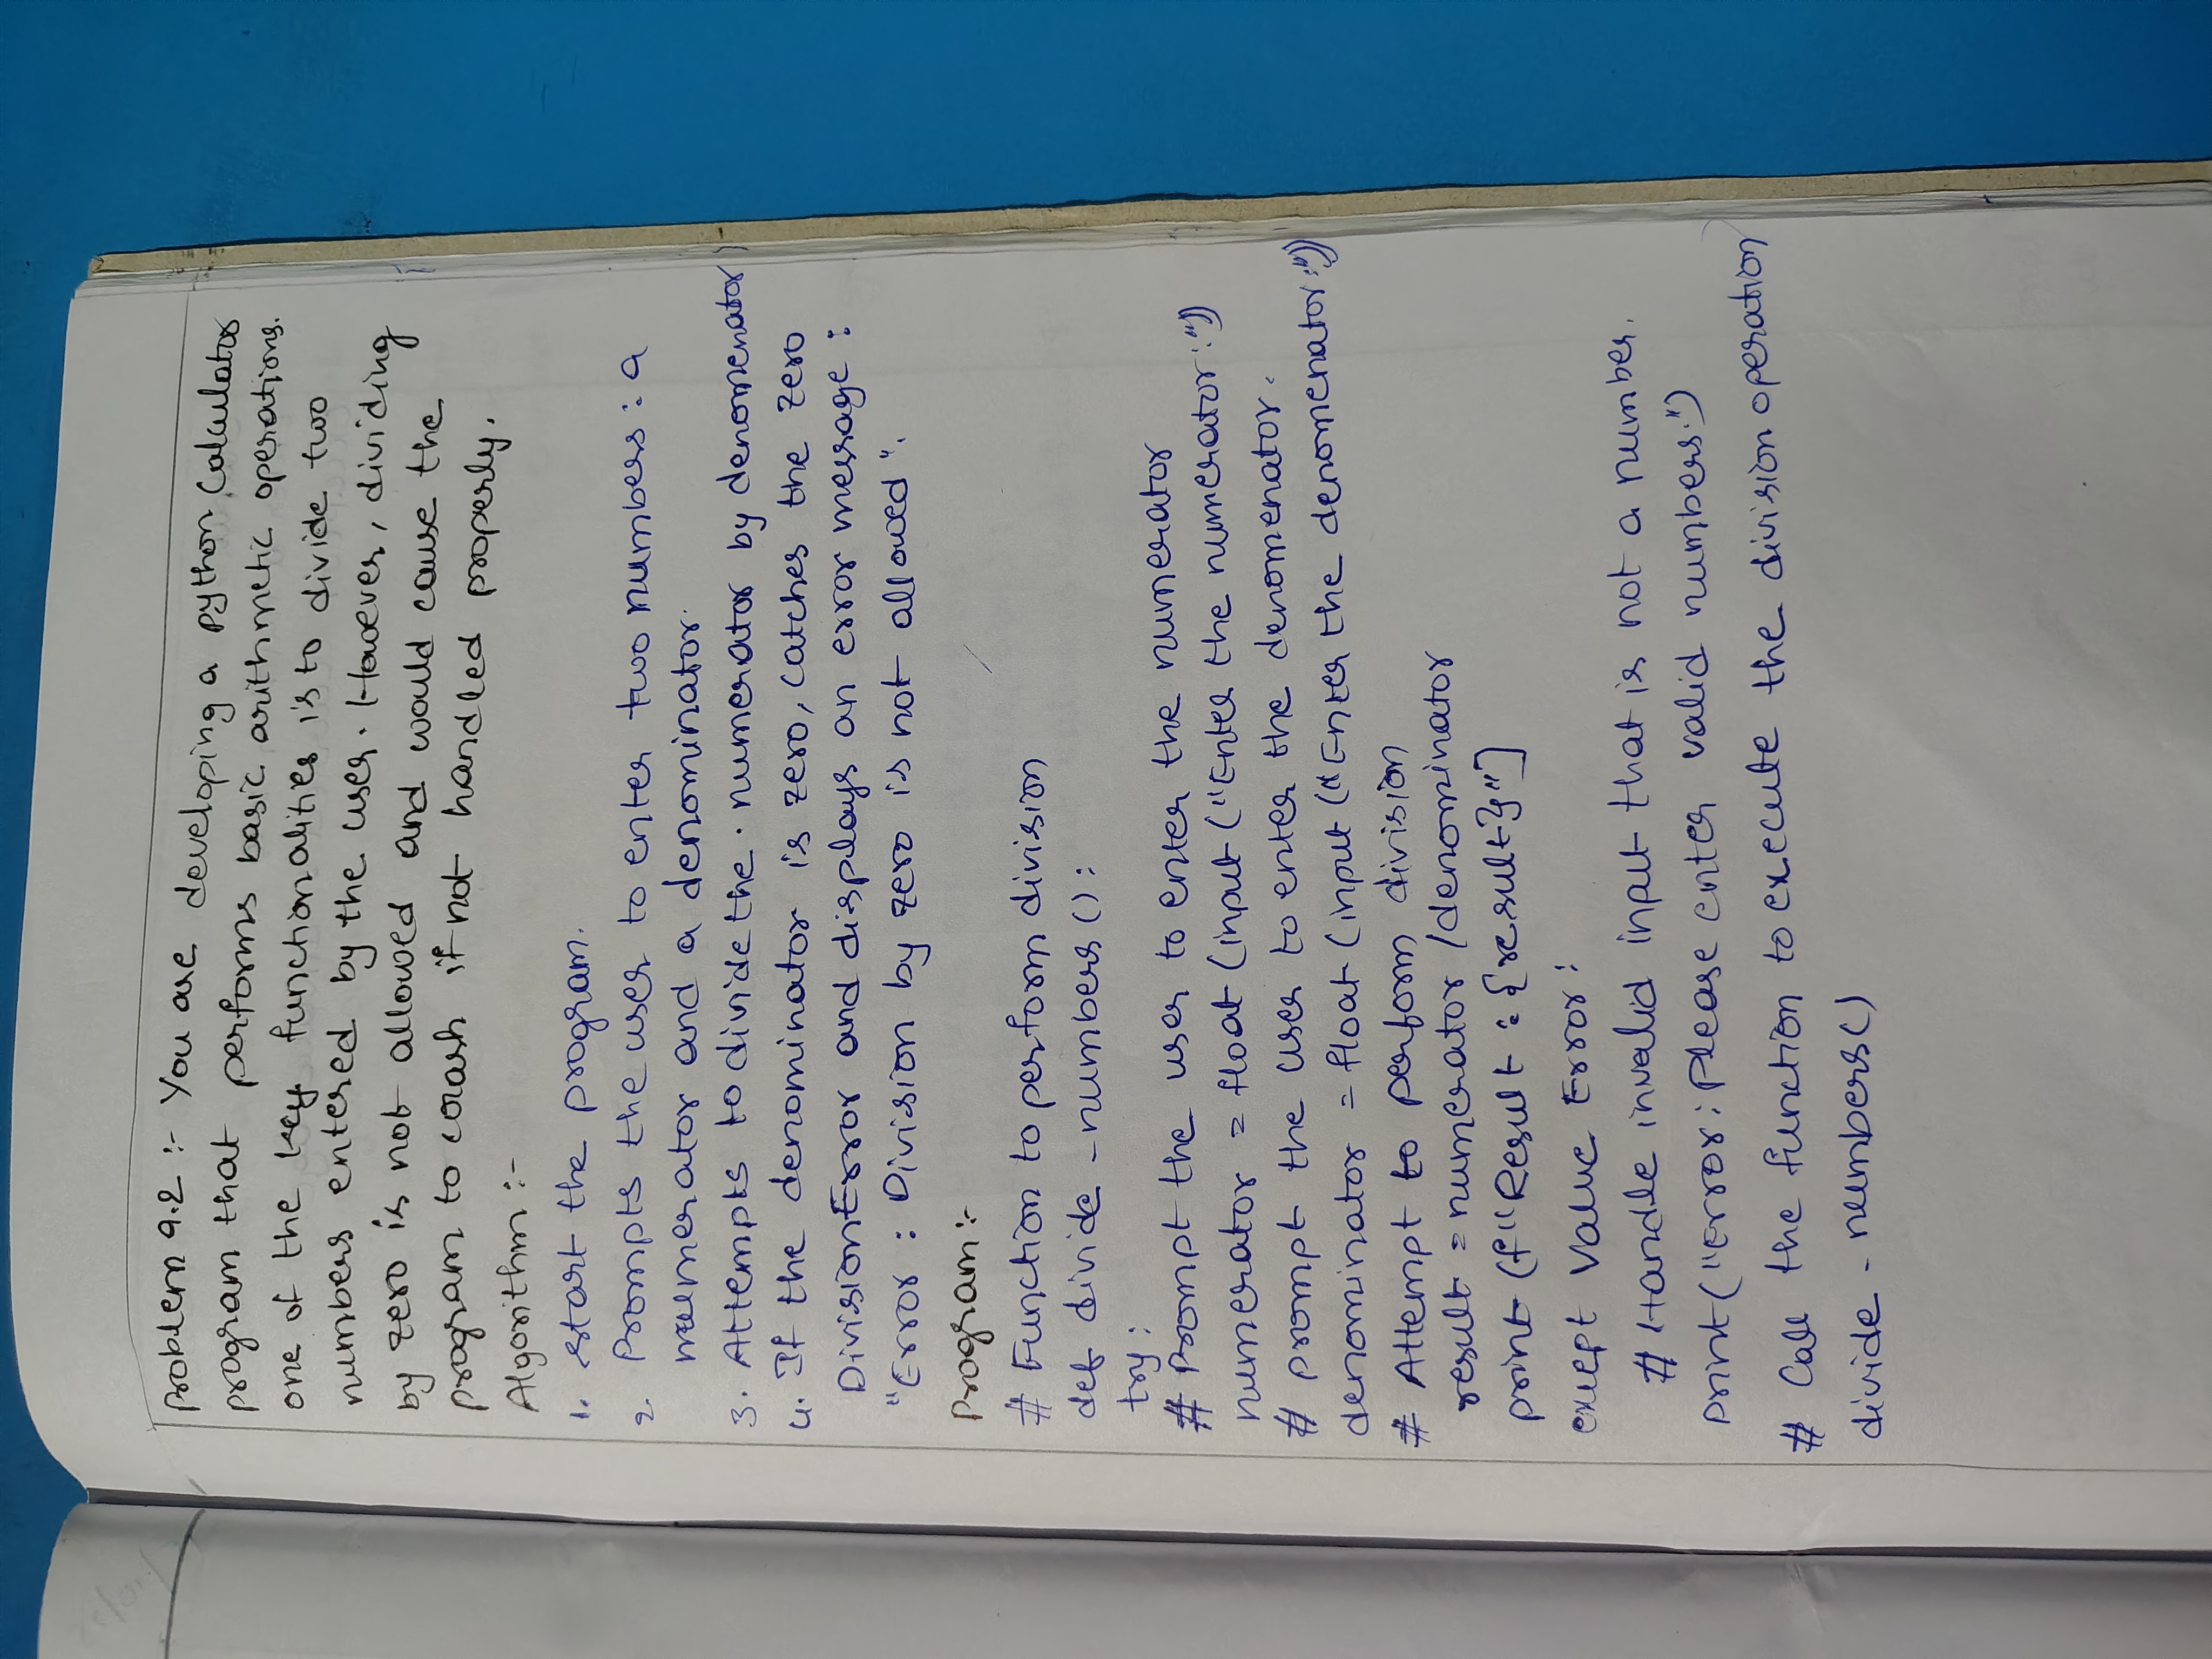 Problem 9.2 :- You are developing a python Calculator
program that performs basic arithmetic operations.
one of the key functionalities is to divide two
numbers entered by the user. However, dividing
by zero is not allowed and would cause the
program to crash if not handled properly.
Algorithm :-
1. start the program.
2. Prompts the user to enter two numbers : a
numerator and a denominator.
3. Attempts to divide the numerator by denomenator
4. If the denominator is zero, catches the zero
DivisionError and displays an error message :
"Error : Division by zero is not allowed".
Program :-
# Function to perform division
def divide_numbers():
try:
# Prompt the user to enter the numerator
numerator = float (input ("Enter the numerator:"))
# prompt the user to enter the denomenator.
denominator = float (input ("Enter the denomenator:"))
# Attempt to perform division
result = numerator / denominator
print (f"Result : {result}"]
except Value Error:
# Handle invalid input that is not a number.
print("Error: Please enter valid numbers.")
# Call the function to execute the division operation
divide_numbers()